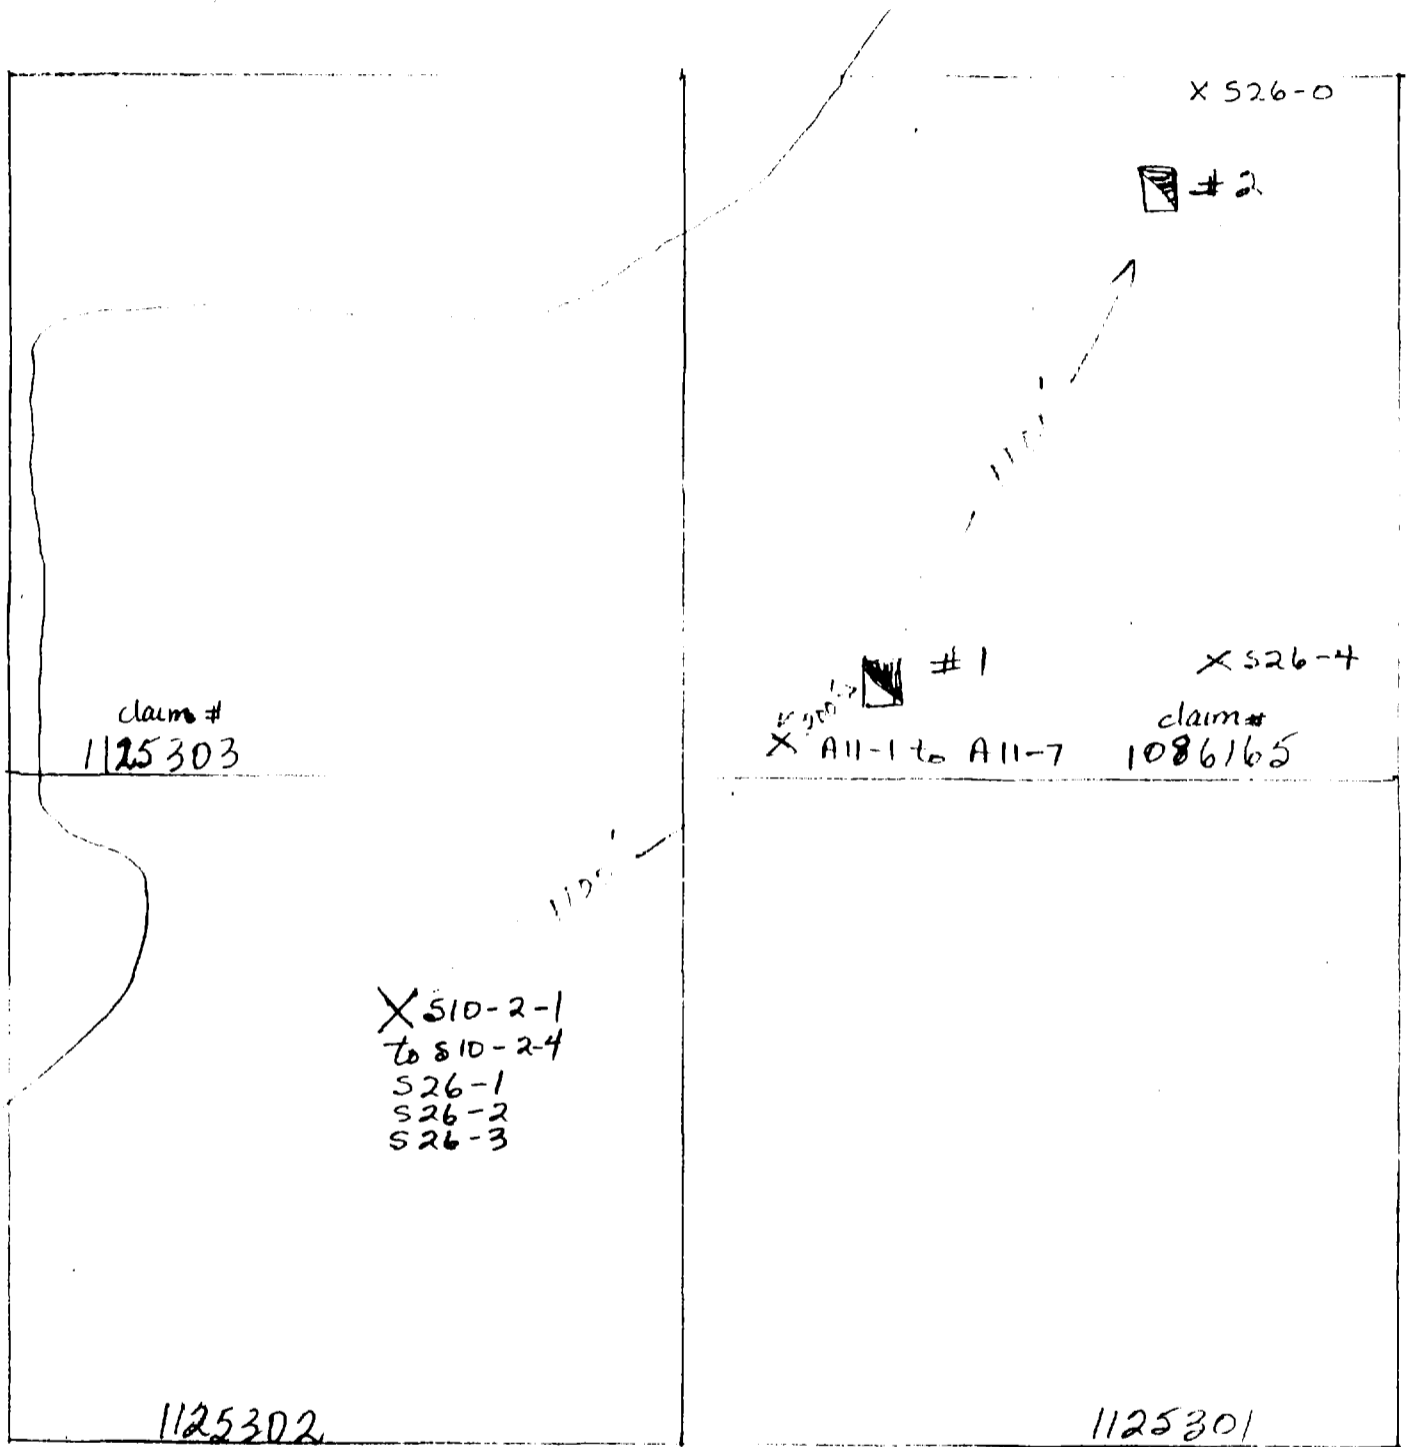 X S26-0
# 2
# 1
X S26-4
claim #
1125303
claim #
1086165
X A11-1 to A11-7
X S10-2-1
to S10-2-4
S26-1
S26-2
S26-3
1125302
1125301